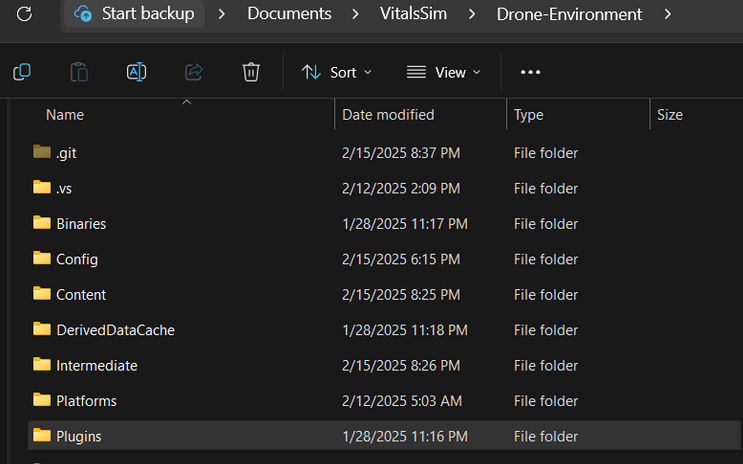 Start backup > Documents > VitalsSim > Drone-Environment >
Sort View
Name Date modified Type Size
.git 2/15/2025 8:37 PM File folder
.vs 2/12/2025 2:09 PM File folder
Binaries 1/28/2025 11:17 PM File folder
Config 2/15/2025 6:15 PM File folder
Content 2/15/2025 8:25 PM File folder
DerivedDataCache 1/28/2025 11:18 PM File folder
Intermediate 2/15/2025 8:26 PM File folder
Platforms 2/12/2025 5:03 AM File folder
Plugins 1/28/2025 11:16 PM File folder